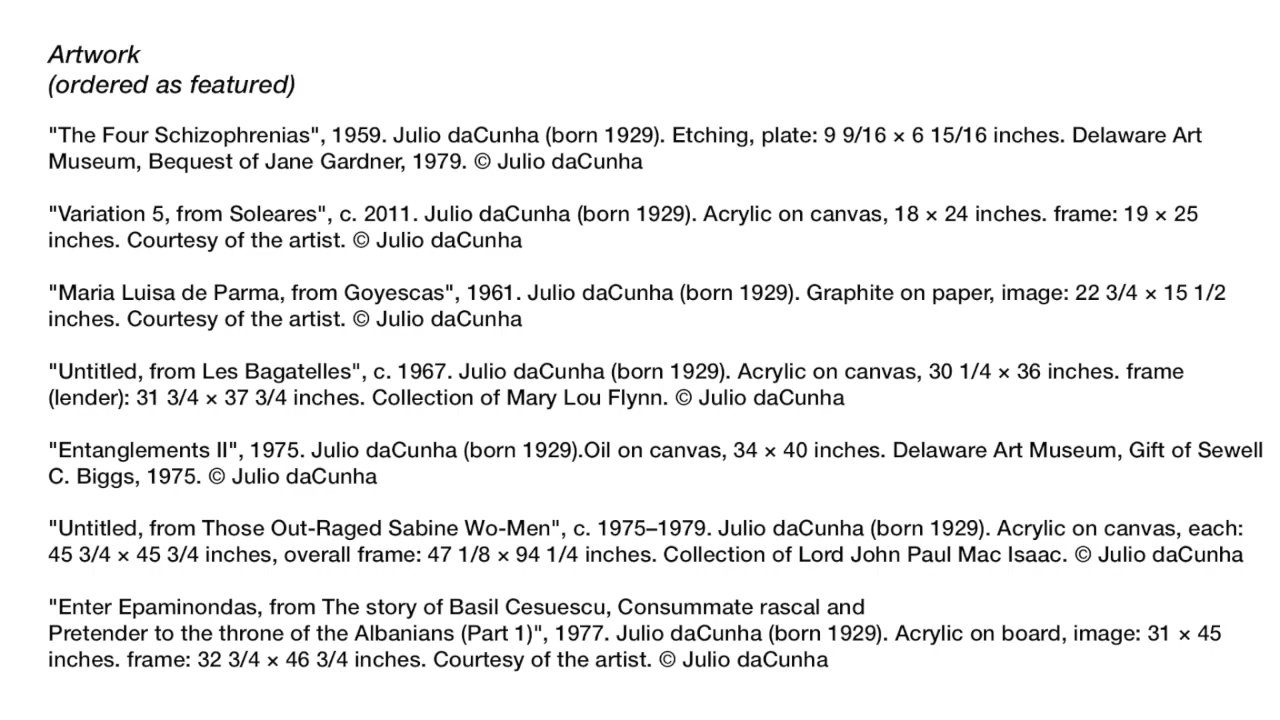 Artwork
(ordered as featured)
"The Four Schizophrenias", 1959. Julio daCunha (born 1929). Etching, plate: 9 9/16 × 6 15/16 inches. Delaware Art
Museum, Bequest of Jane Gardner, 1979. © Julio daCunha
"Variation 5, from Soleares", c. 2011. Julio daCunha (born 1929). Acrylic on canvas, 18 × 24 inches. frame: 19 × 25
inches. Courtesy of the artist. © Julio daCunha
"Maria Luisa de Parma, from Goyescas", 1961. Julio daCunha (born 1929). Graphite on paper, image: 22 3/4 × 15 1/2
inches. Courtesy of the artist. © Julio daCunha
"Untitled, from Les Bagatelles", c. 1967. Julio daCunha (born 1929). Acrylic on canvas, 30 1/4 × 36 inches. frame
(lender): 31 3/4 × 37 3/4 inches. Collection of Mary Lou Flynn. © Julio daCunha
"Entanglements II", 1975. Julio daCunha (born 1929).Oil on canvas, 34 × 40 inches. Delaware Art Museum, Gift of Sewell
C. Biggs, 1975. © Julio daCunha
"Untitled, from Those Out-Raged Sabine Wo-Men", c. 1975–1979. Julio daCunha (born 1929). Acrylic on canvas, each:
45 3/4 × 45 3/4 inches, overall frame: 47 1/8 × 94 1/4 inches. Collection of Lord John Paul Mac Isaac. © Julio daCunha
"Enter Epaminondas, from The story of Basil Cesuescu, Consummate rascal and
Pretender to the throne of the Albanians (Part 1)", 1977. Julio daCunha (born 1929). Acrylic on board, image: 31 × 45
inches. frame: 32 3/4 × 46 3/4 inches. Courtesy of the artist. © Julio daCunha